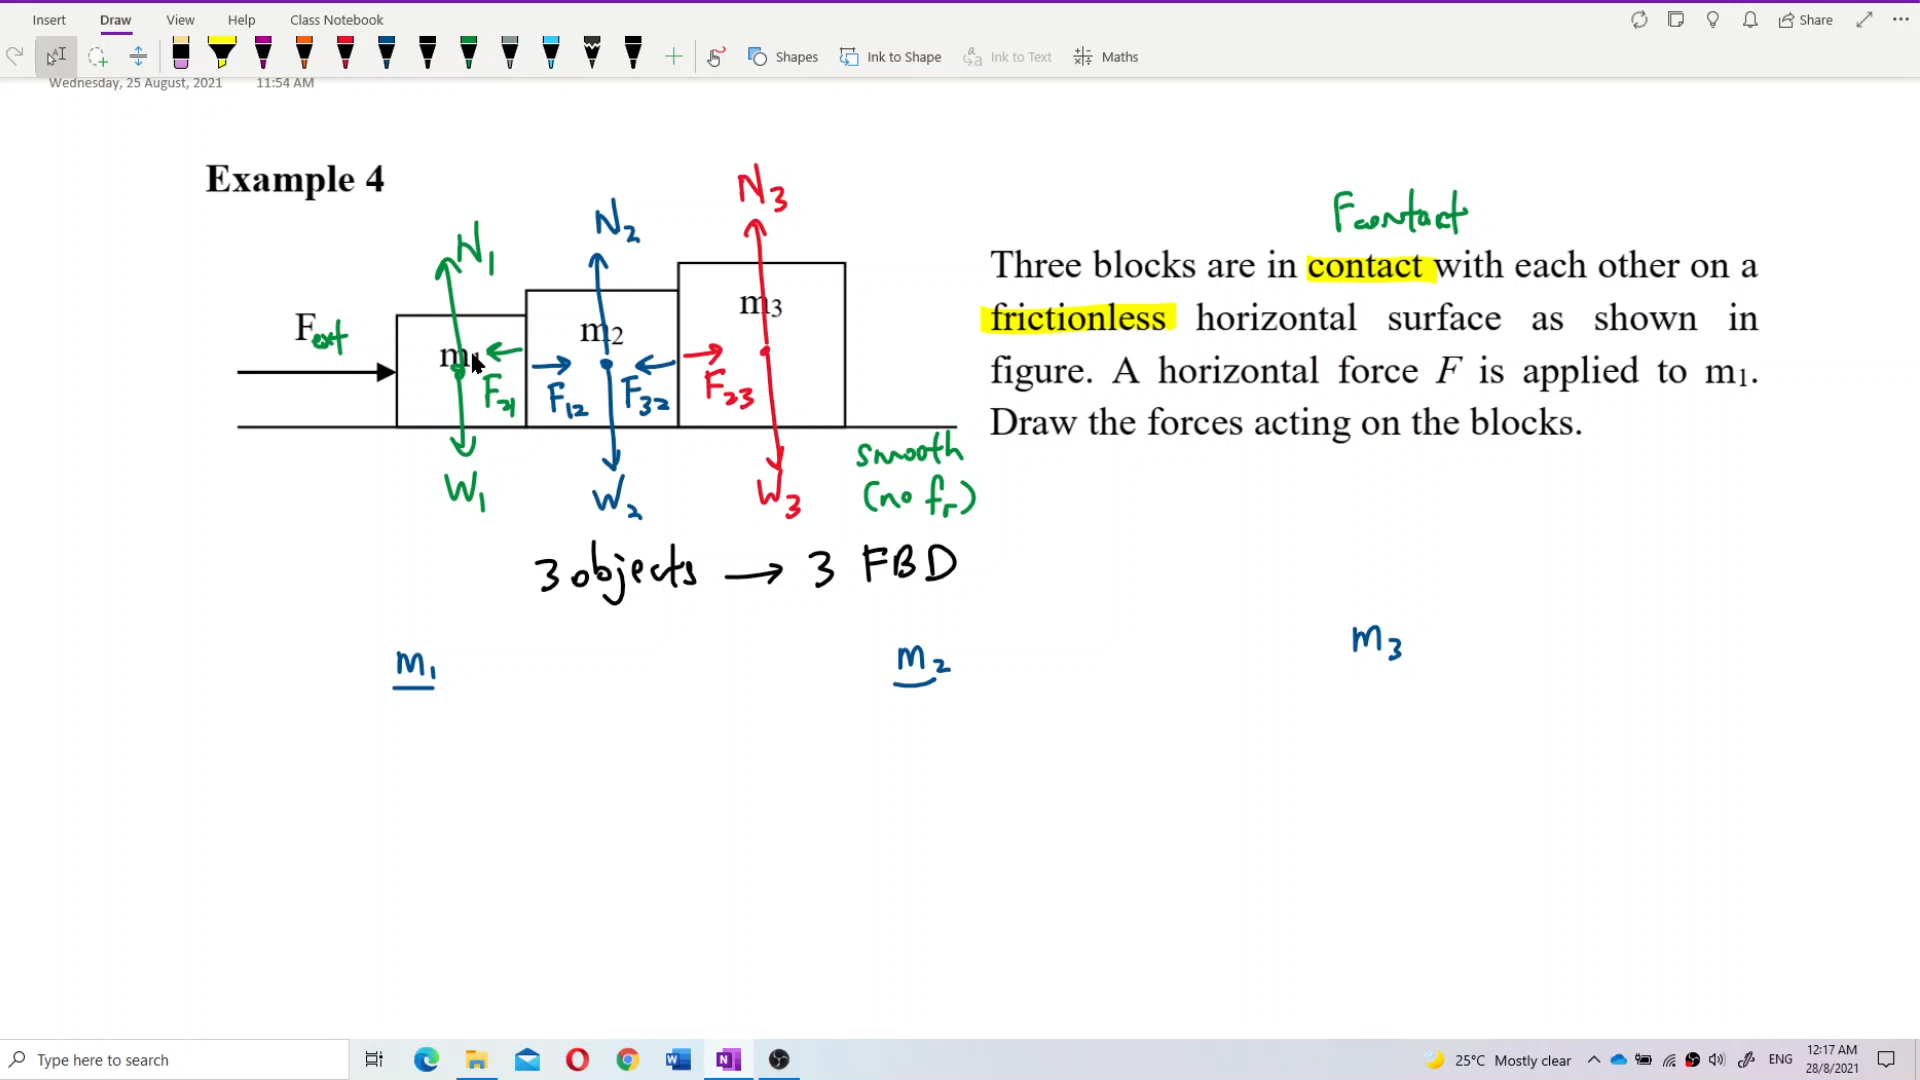 Insert Draw View Help Class Notebook Share
Shapes Ink to Shape Ink to Text Maths
Wednesday, 25 August, 2021 11:54 AM
Example 4
N1
N2
N3
Fext
m1
m2
m3
F21
F12
F32
F23
W1
W2
W3
smooth
(no fr)
Fcontact
Three blocks are in contact with each other on a
frictionless horizontal surface as shown in
figure. A horizontal force F is applied to m1.
Draw the forces acting on the blocks.
3 objects → 3 FBD
m1
m2
m3
Type here to search
25°C Mostly clear
ENG
12:17 AM
28/8/2021